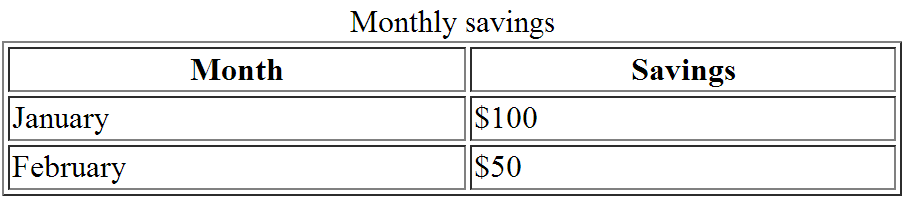 Monthly savings
Month Savings
January $100
February $50